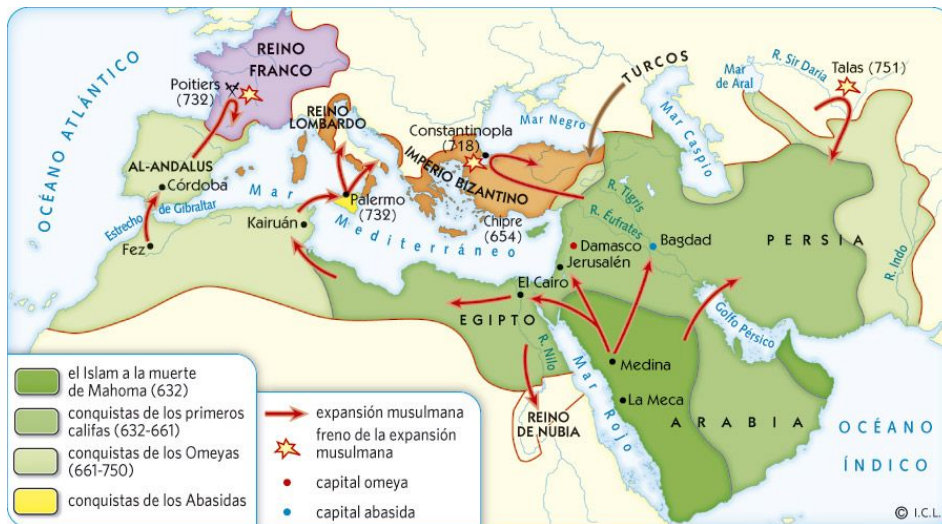 OCÉANO ATLÁNTICO
REINO
FRANCO
Poitiers
(732)
REINO
LOMBARDO
AL-ANDALUS
Córdoba
Estrecho de Gibraltar
Fez
Mar Mediterráneo
Kairuán
Palermo
(732)
Constantinopla
(718)
IMPERIO BIZANTINO
Mar Negro
TURCOS
Mar Caspio
Mar
de Aral
R. Sir Daria
Talas (751)
Chipre
(654)
R. Tigris
R. Éufrates
Damasco
Jerusalén
Bagdad
PERSIA
R. Indo
El Cairo
EGIPTO
R. Nilo
Golfo Pérsico
Medina
La Meca
Mar Rojo
ARABIA
REINO
DE NUBIA
OCÉANO
ÍNDICO
el Islam a la muerte
de Mahoma (632)
conquistas de los primeros
califas (632-661)
conquistas de los Omeyas
(661-750)
conquistas de los Abasidas
expansión musulmana
freno de la expansión
musulmana
capital omeya
capital abasida
© I.C.L.